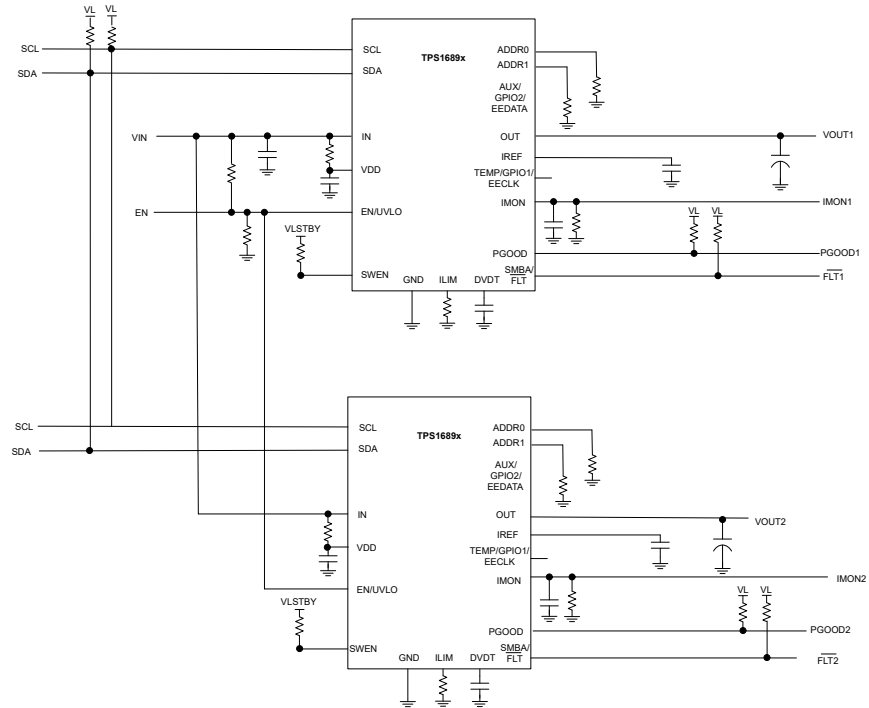 VL VL
SCL
SDA
SCL
SDA
TPS1689x
ADDR0
ADDR1
AUX/
GPIO2/
EEDATA
VIN
IN
OUT
VOUT1
VDD
IREF
TEMP/GPIO1/
EECLK
EN
EN/UVLO
IMON
IMON1
VL VL
VLSTBY
PGOOD
PGOOD1
SWEN
SMBA/
FLT
FLT1
GND ILIM DVDT
SCL
SDA
SCL
SDA
TPS1689x
ADDR0
ADDR1
AUX/
GPIO2/
EEDATA
IN
OUT
VOUT2
VDD
IREF
TEMP/GPIO1/
EECLK
EN/UVLO
IMON
IMON2
VL VL
VLSTBY
PGOOD
PGOOD2
SWEN
SMBA/
FLT
FLT2
GND ILIM DVDT